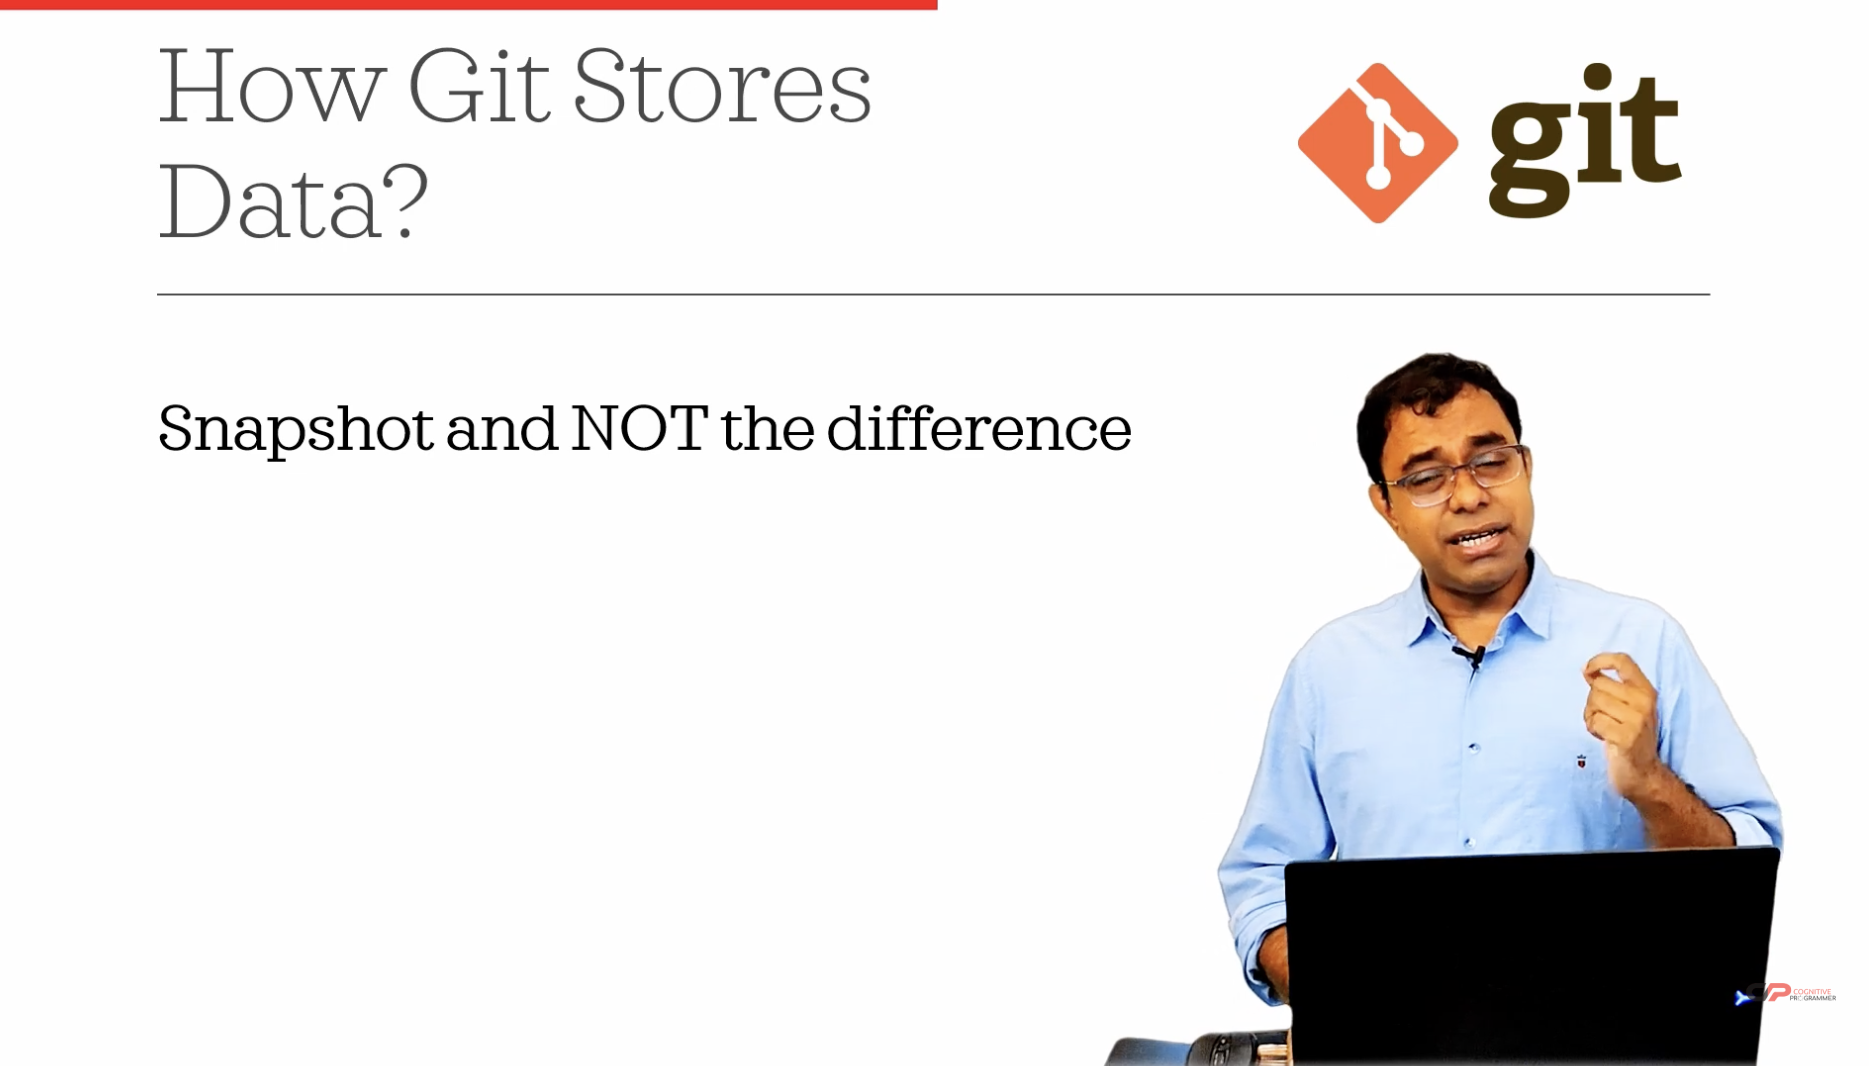 How Git Stores
Data?
git
Snapshot and NOT the difference
COGNITIVE
PROGRAMMER